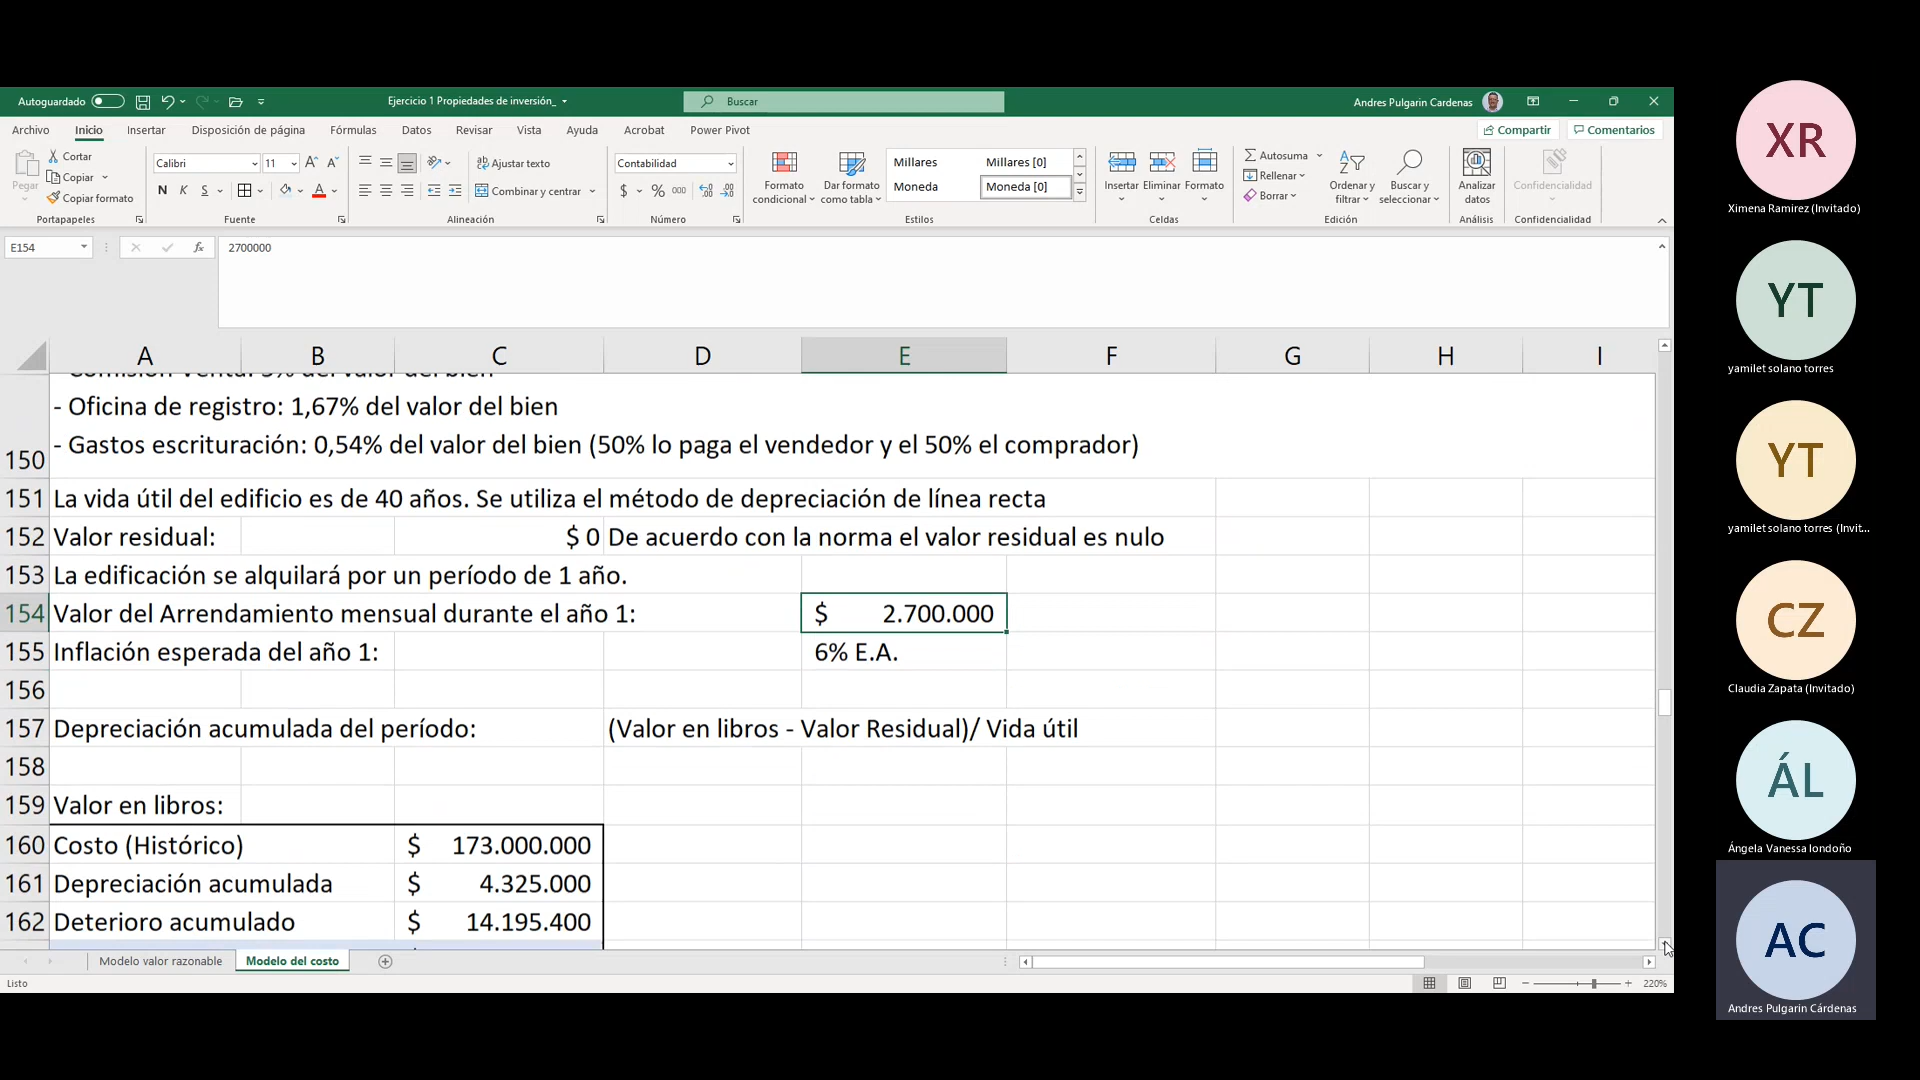 Autoguardado
Ejercicio 1 Propiedades de inversión_
Buscar
Andres Pulgarin Cardenas
Archivo Inicio Insertar Disposición de página Fórmulas Datos Revisar Vista Ayuda Acrobat Power Pivot
Compartir Comentarios
Pegar
Cortar
Copiar
Copiar formato
Portapapeles
Calibri 11
N K S
Fuente
Ajustar texto
Combinar y centrar
Alineación
Contabilidad
$ % 000
Número
Formato condicional
Dar formato como tabla
Millares Millares [0]
Moneda Moneda [0]
Estilos
Insertar Eliminar Formato
Celdas
Autosuma
Rellenar
Borrar
Ordenar y filtrar
Buscar y seleccionar
Edición
Analizar datos
Análisis
Confidencialidad
Confidencialidad
E154 fx 2700000
A B C D E F G H I
- Oficina de registro: 1,67% del valor del bien
150 - Gastos escrituración: 0,54% del valor del bien (50% lo paga el vendedor y el 50% el comprador)
151 La vida útil del edificio es de 40 años. Se utiliza el método de depreciación de línea recta
152 Valor residual: $ 0 De acuerdo con la norma el valor residual es nulo
153 La edificación se alquilará por un período de 1 año.
154 Valor del Arrendamiento mensual durante el año 1: $ 2.700.000
155 Inflación esperada del año 1: 6% E.A.
156
157 Depreciación acumulada del período: (Valor en libros - Valor Residual)/ Vida útil
158
159 Valor en libros:
160 Costo (Histórico) $ 173.000.000
161 Depreciación acumulada $ 4.325.000
162 Deterioro acumulado $ 14.195.400
Modelo valor razonable Modelo del costo
Listo
220%
XR
Ximena Ramirez (Invitado)
YT
yamilet solano torres
YT
yamilet solano torres (Invit...
CZ
Claudia Zapata (Invitado)
ÁL
Ángela Vanessa londoño
AC
Andres Pulgarin Cárdenas